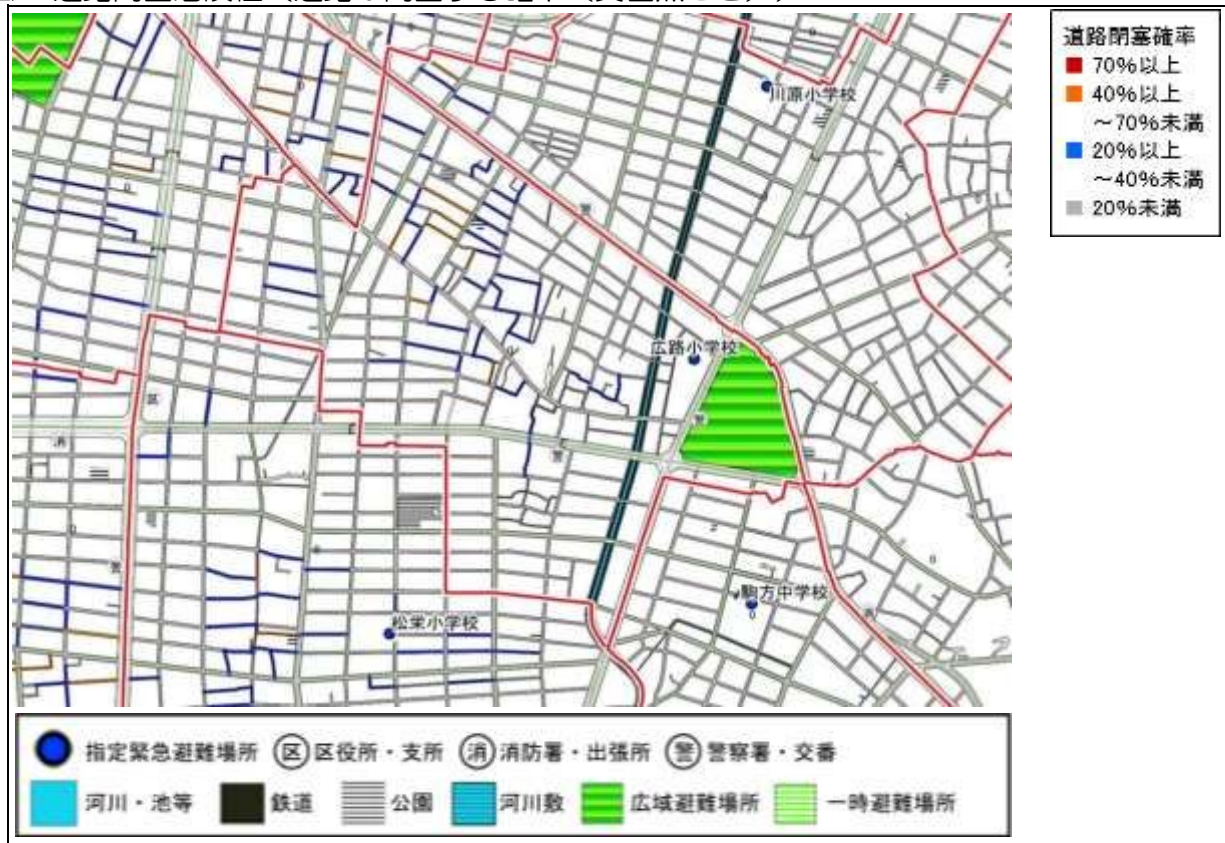 道路閉塞確率
70%以上
40%以上
～70%未満
20%以上
～40%未満
20%未満
川原小学校
広路小学校
区
消
警
駒方中学校
松栄小学校
指定緊急避難場所 区 区役所・支所 消 消防署・出張所 警 警察署・交番
河川・池等 鉄道 公園 河川敷 広域避難場所 一時避難場所